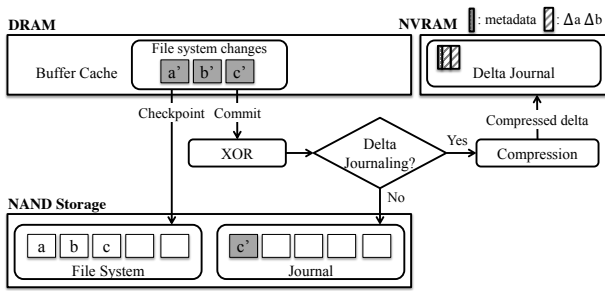 DRAM
NVRAM
: metadata
: Δa Δb
File system changes
Buffer Cache
a’
b’
c’
Delta Journal
Checkpoint
Commit
Compressed delta
XOR
Delta
Journaling?
Yes
Compression
No
NAND Storage
a
b
c
File System
c’
Journal